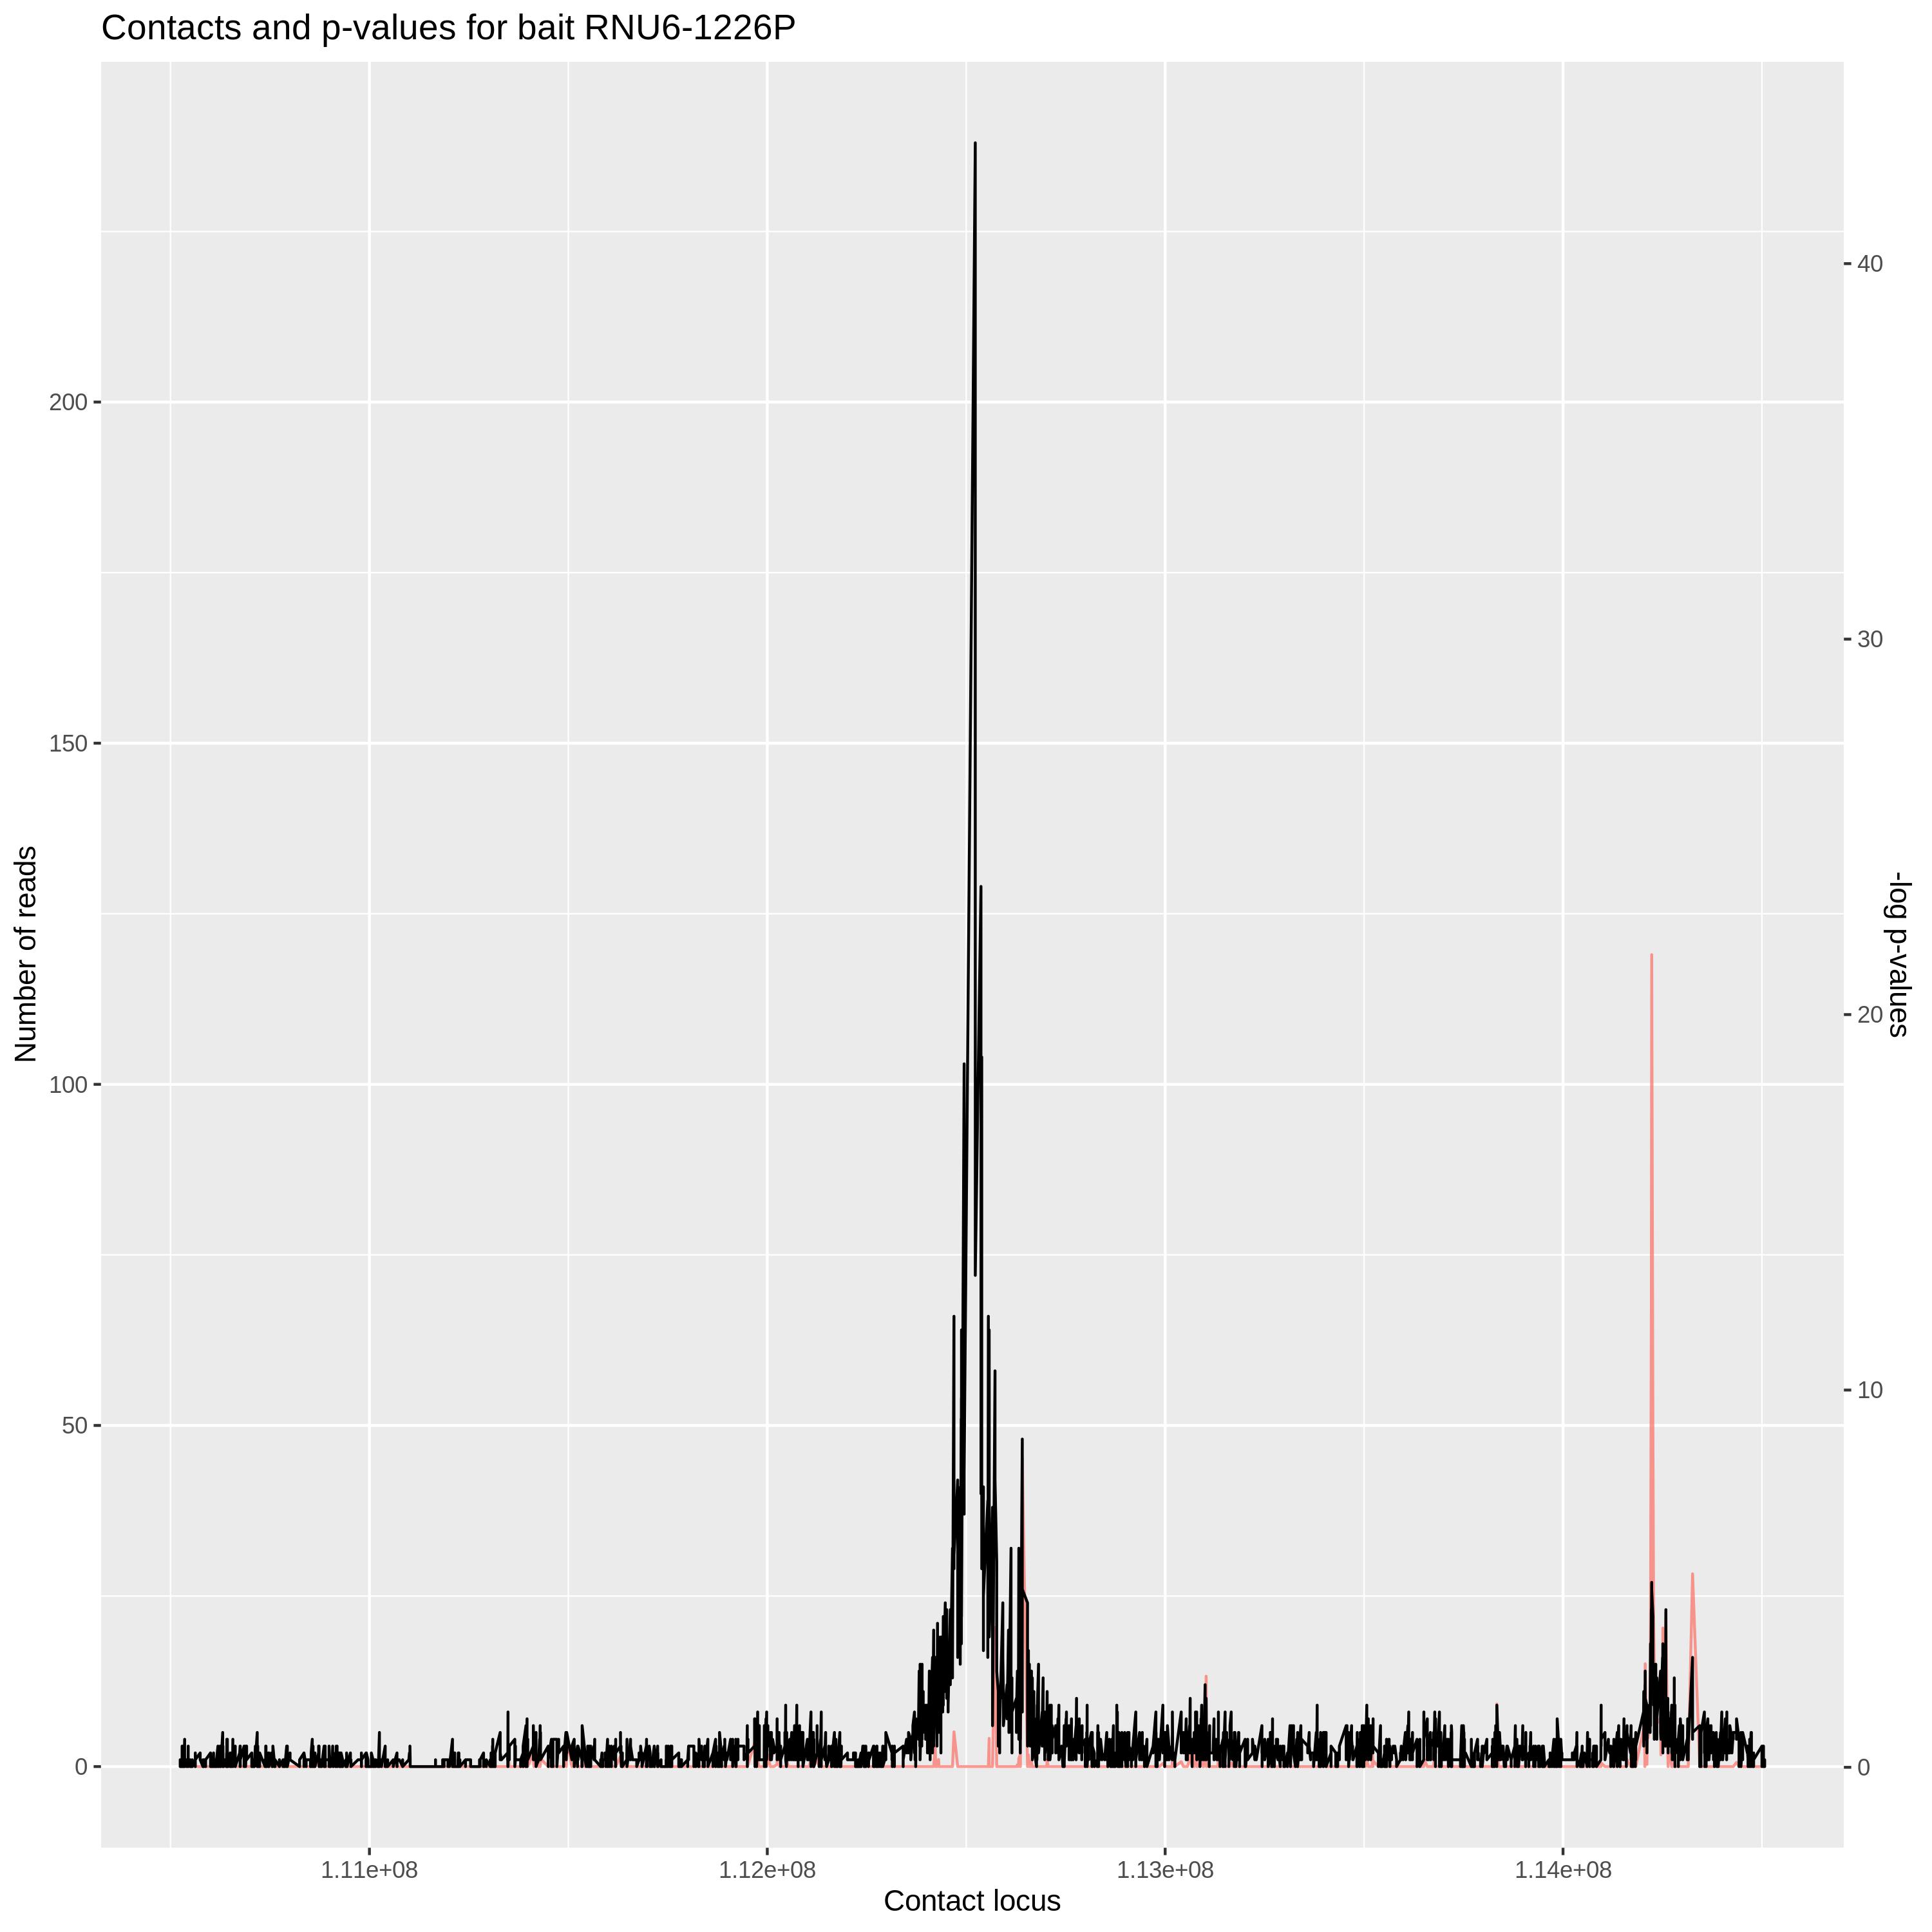 Contacts and p-values for bait RNU6-1226P
Number of reads
200
150
100
50
0
40
30
20
10
0
-log p-values
1.11e+08
1.12e+08
1.13e+08
1.14e+08
Contact locus